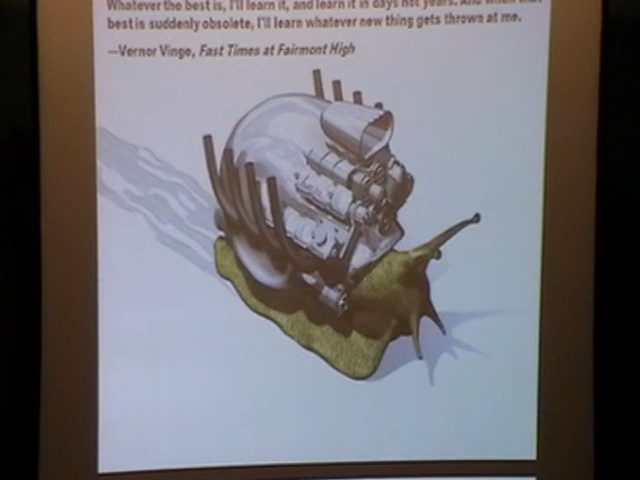 Whatever the best is, I'll learn it, and learn it in days not years. And when that
best is suddenly obsolete, I'll learn whatever new thing gets thrown at me.
—Vernor Vinge, Fast Times at Fairmont High